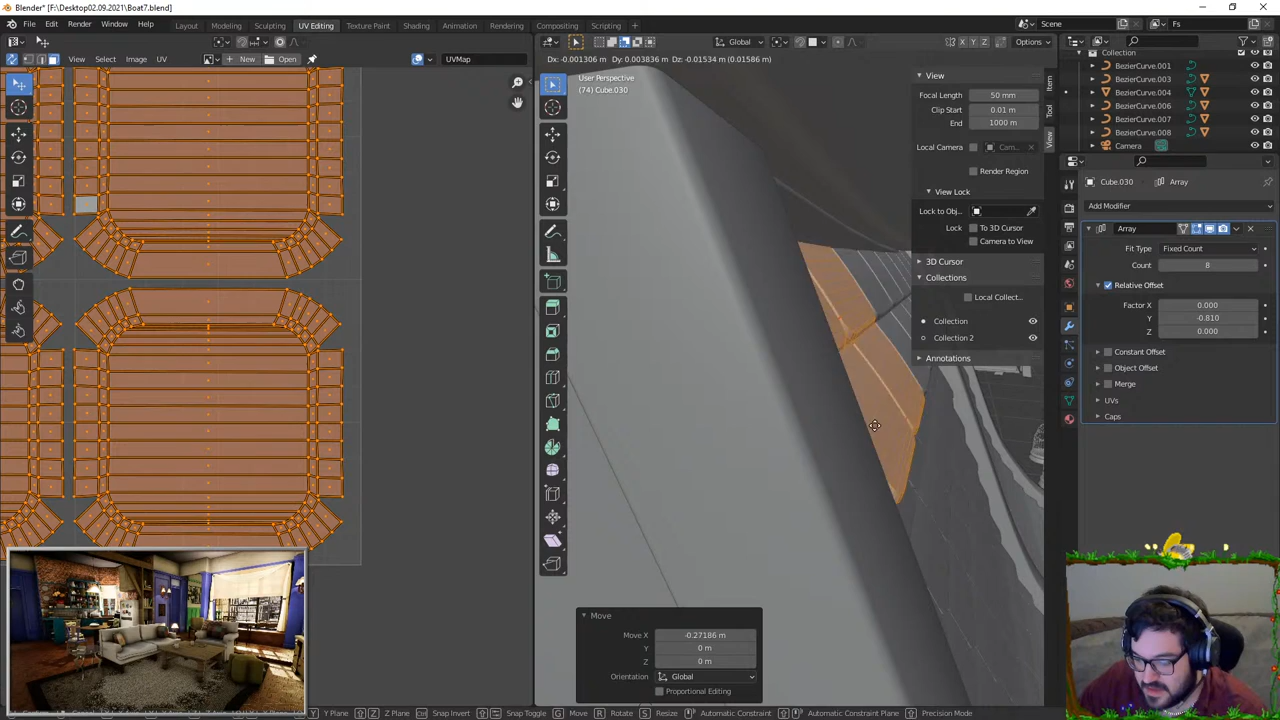 Blender* [F:\Desktop02.09.2021\Boat7.blend]
File Edit Render Window Help Layout Modeling Sculpting UV Editing Texture Paint Shading Animation Rendering Compositing Scripting Scene Fs
Global Options
View Select Image UV New Open UVMap
Dx: -0.001306 m Dy: 0.003836 m Dz: -0.01534 m (0.01586 m)
User Perspective
(74) Cube.030
View
Focal Length 50 mm
Clip Start 0.01 m
End 1000 m
Local Camera Cam...
Render Region
View Lock
Lock to Obj...
Lock To 3D Cursor
Camera to View
3D Cursor
Collections
Local Collect...
Collection
Collection 2
Annotations
Item
Tool
View
Collection
BezierCurve.001
BezierCurve.003
BezierCurve.004
BezierCurve.006
BezierCurve.007
BezierCurve.008
Camera
Cube.030 Array
Add Modifier
Array
Fit Type Fixed Count
Count 8
Relative Offset
Factor X 0.000
Y -0.810
Z 0.000
Constant Offset
Object Offset
Merge
UVs
Caps
Move
Move X -0.27186 m
Y 0 m
Z 0 m
Orientation Global
Proportional Editing
Y Plane Z Plane Snap Invert Snap Toggle G Move R Rotate S Resize Automatic Constraint Automatic Constraint Plane Precision Mode